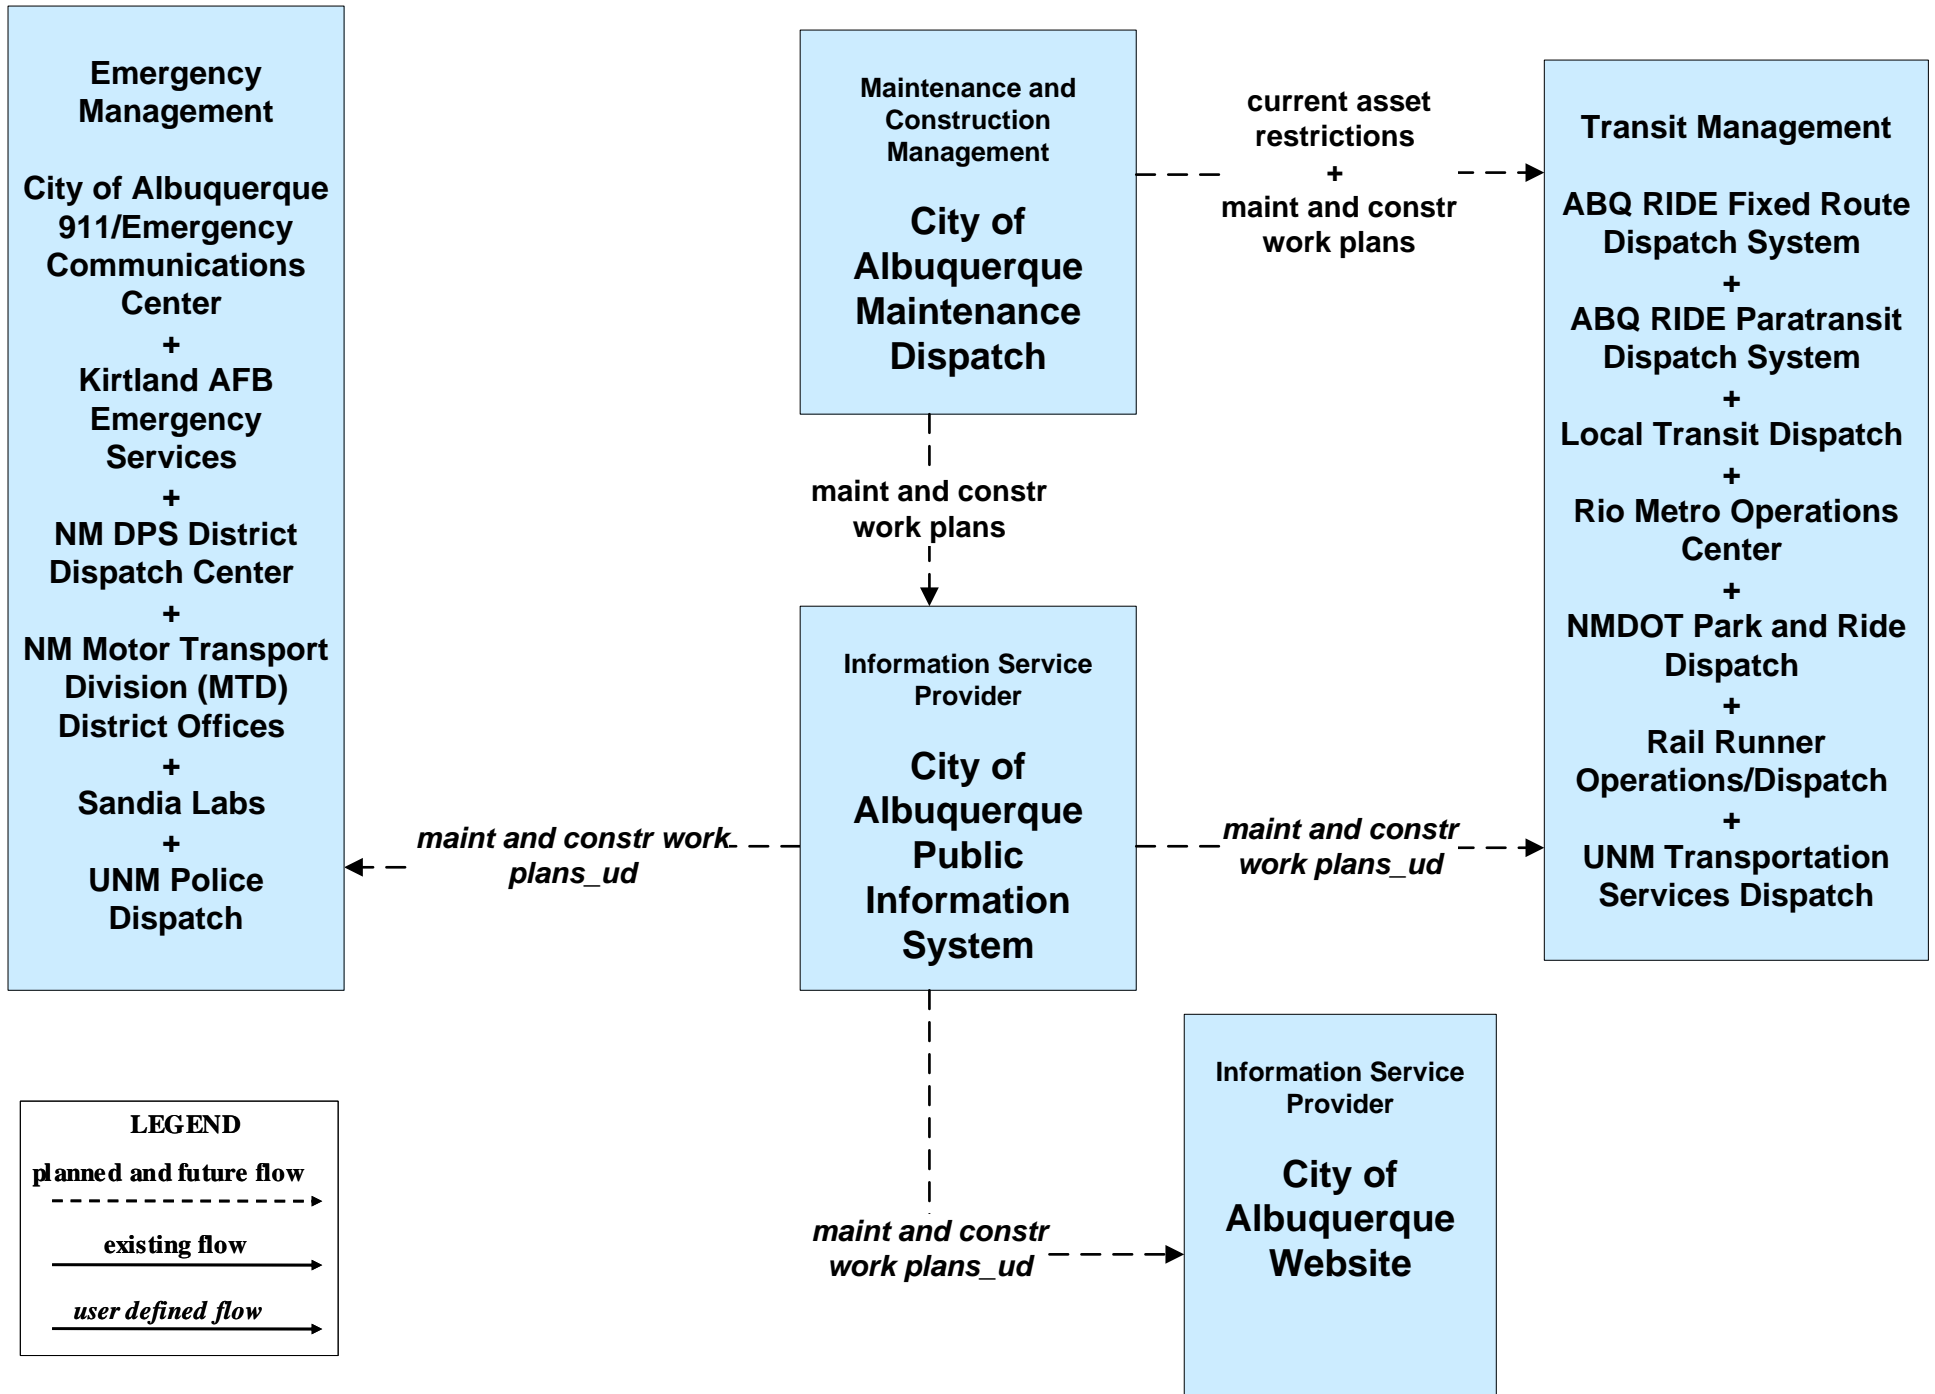 Emergency
Management
City of Albuquerque
911/Emergency
Communications
Center
+
Kirtland AFB
Emergency
Services
+
NM DPS District
Dispatch Center
+
NM Motor Transport
Division (MTD)
District Offices
+
Sandia Labs
+
UNM Police
Dispatch
Maintenance and
Construction
Management
City of
Albuquerque
Maintenance
Dispatch
current asset
restrictions
+
maint and constr
work plans
Transit Management
ABQ RIDE Fixed Route
Dispatch System
+
ABQ RIDE Paratransit
Dispatch System
+
Local Transit Dispatch
+
Rio Metro Operations
Center
+
NMDOT Park and Ride
Dispatch
+
Rail Runner
Operations/Dispatch
+
UNM Transportation
Services Dispatch
maint and constr
work plans
Information Service
Provider
City of
Albuquerque
Public
Information
System
maint and constr work
plans_ud
maint and constr
work plans_ud
maint and constr
work plans_ud
Information Service
Provider
City of
Albuquerque
Website
LEGEND
planned and future flow
existing flow
user defined flow